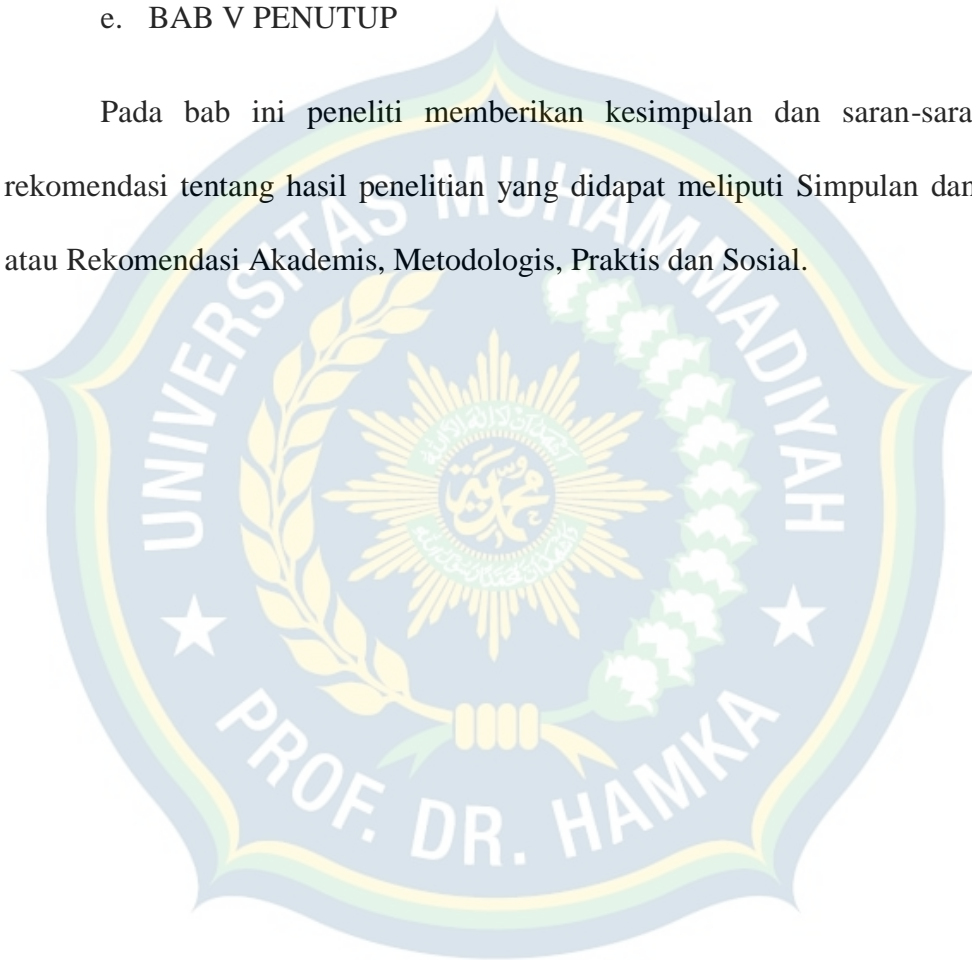 e. BAB V PENUTUP
Pada bab ini peneliti memberikan kesimpulan dan saran-sara
rekomendasi tentang hasil penelitian yang didapat meliputi Simpulan dan
atau Rekomendasi Akademis, Metodologis, Praktis dan Sosial.
UNIVERSITAS MUHAMMADIYAH
محمدية
PROF. DR. HAMKA